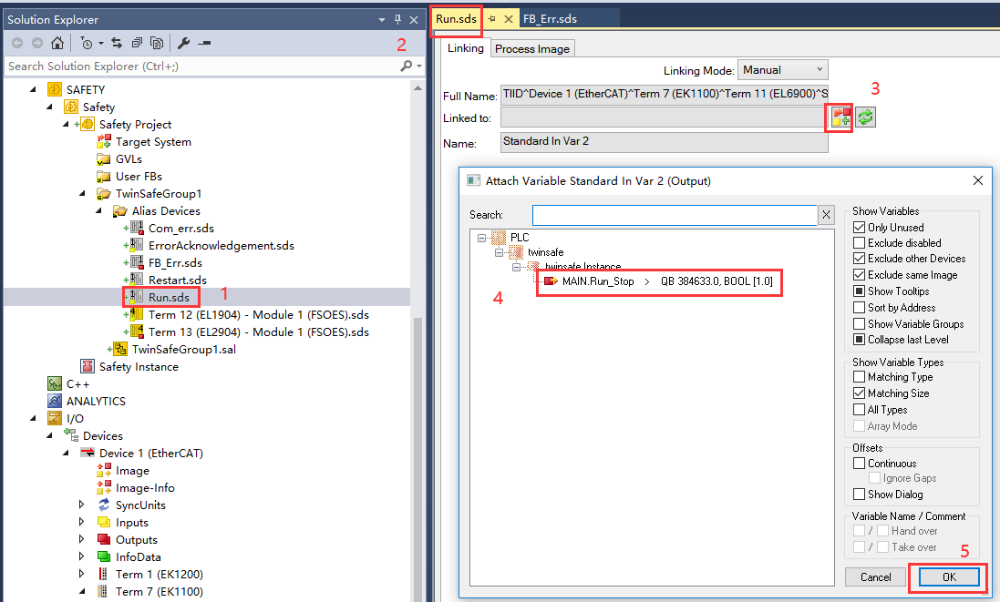 Solution Explorer
2
Search Solution Explorer (Ctrl+;)
SAFETY
Safety
Safety Project
Target System
GVLs
User FBs
TwinSafeGroup1
Alias Devices
Com_err.sds
ErrorAcknowledgement.sds
FB_Err.sds
Restart.sds
Run.sds
1
Term 12 (EL1904) - Module 1 (FSOES).sds
Term 13 (EL2904) - Module 1 (FSOES).sds
TwinSafeGroup1.sal
Safety Instance
C++
ANALYTICS
I/O
Devices
Device 1 (EtherCAT)
Image
Image-Info
SyncUnits
Inputs
Outputs
InfoData
Term 1 (EK1200)
Term 7 (EK1100)
Run.sds
FB_Err.sds
Linking
Process Image
Linking Mode: Manual
Full Name: TIID^Device 1 (EtherCAT)^Term 7 (EK1100)^Term 11 (EL6900)^S
3
Linked to:
Name: Standard In Var 2
Attach Variable Standard In Var 2 (Output)
Search:
X
PLC
twinsafe
twinsafe Instance
MAIN.Run_Stop > QB 384633.0, BOOL [1.0]
4
Show Variables
Only Unused
Exclude disabled
Exclude other Devices
Exclude same Image
Show Tooltips
Sort by Address
Show Variable Groups
Collapse last Level
Show Variable Types
Matching Type
Matching Size
All Types
Array Mode
Offsets
Continuous
Ignore Gaps
Show Dialog
Variable Name / Comment
/ Hand over
/ Take over
5
Cancel
OK